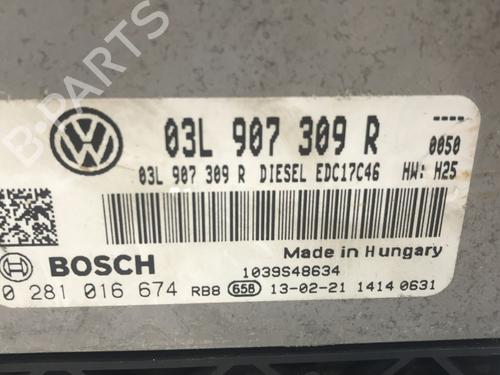 B-PARTS
03L 907 309 R
----
0050
03L 907 309 R DIESEL EDC17C46 HW: H25
Made in Hungary
BOSCH
1039S48634
0 281 016 674 RB8 658 13-02-21 1414 0631